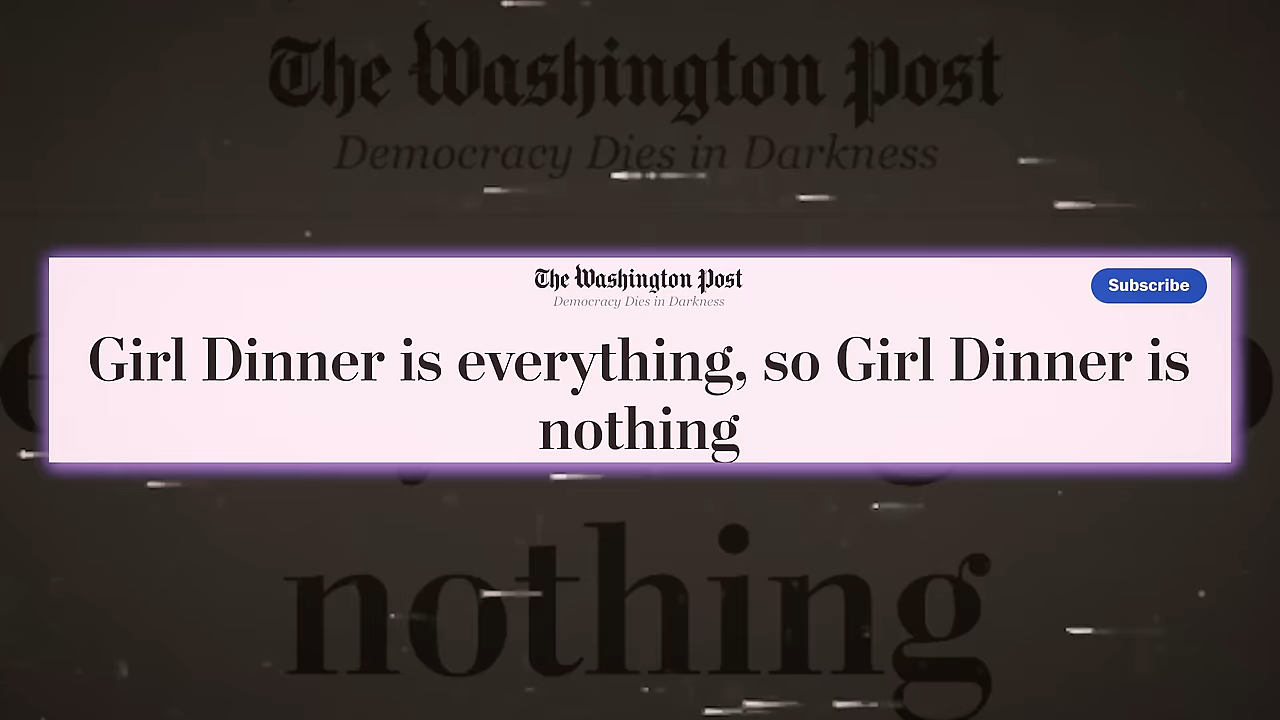 The Washington Post
Democracy Dies in Darkness
The Washington Post
Democracy Dies in Darkness
Subscribe
Girl Dinner is everything, so Girl Dinner is
nothing
nothing